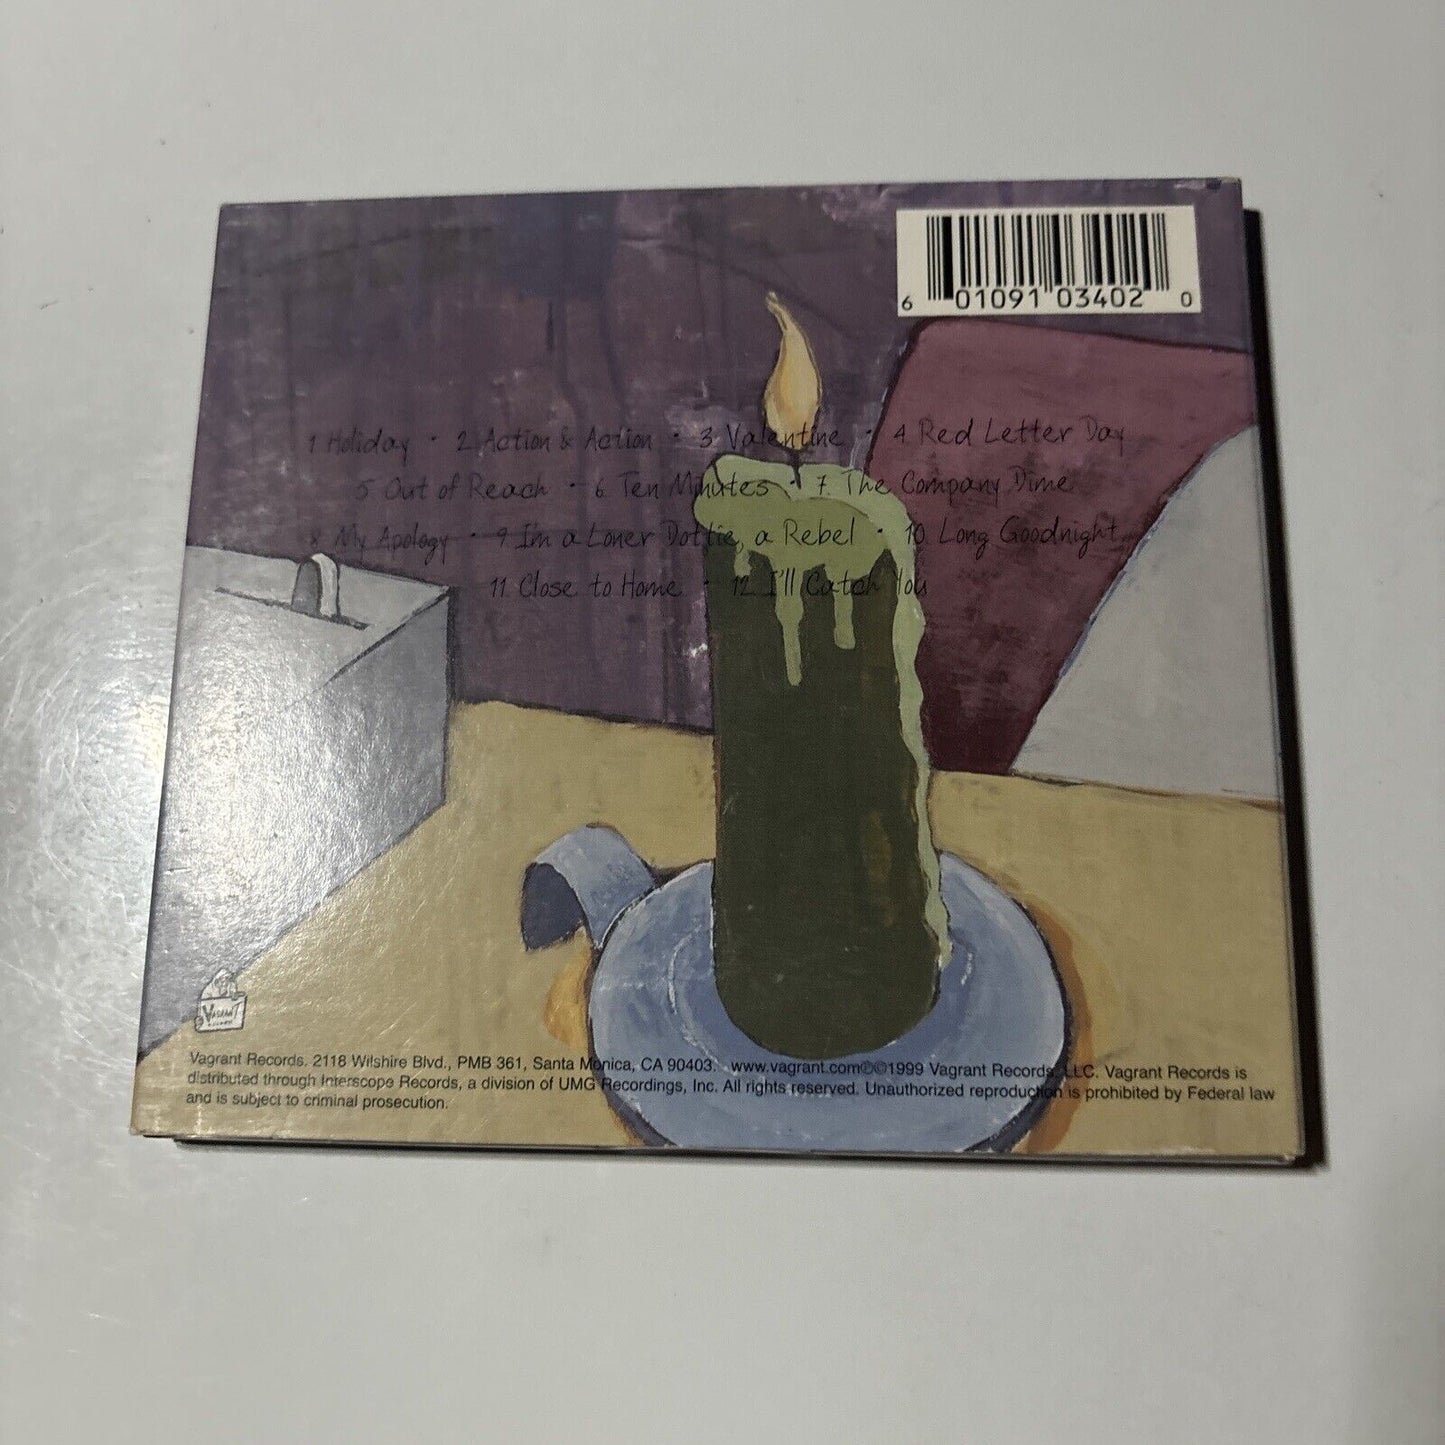 6 01091 03402 0
1 Holiday · 2. Action & Action · 3. Valentine · 4. Red Letter Day
5 Out of Reach · 6 Ten Minutes · 7. The Company Dime
8 My Apology · 9 I'm a Loner Dottie, a Rebel · 10. Long Goodnight
11. Close to Home · 12. I'll Catch You
VAGRANT
RECORDS
Vagrant Records. 2118 Wilshire Blvd., PMB 361, Santa Monica, CA 90403. www.vagrant.com℗©1999 Vagrant Records, LLC. Vagrant Records is
distributed through Interscope Records, a division of UMG Recordings, Inc. All rights reserved. Unauthorized reproduction is prohibited by Federal law
and is subject to criminal prosecution.